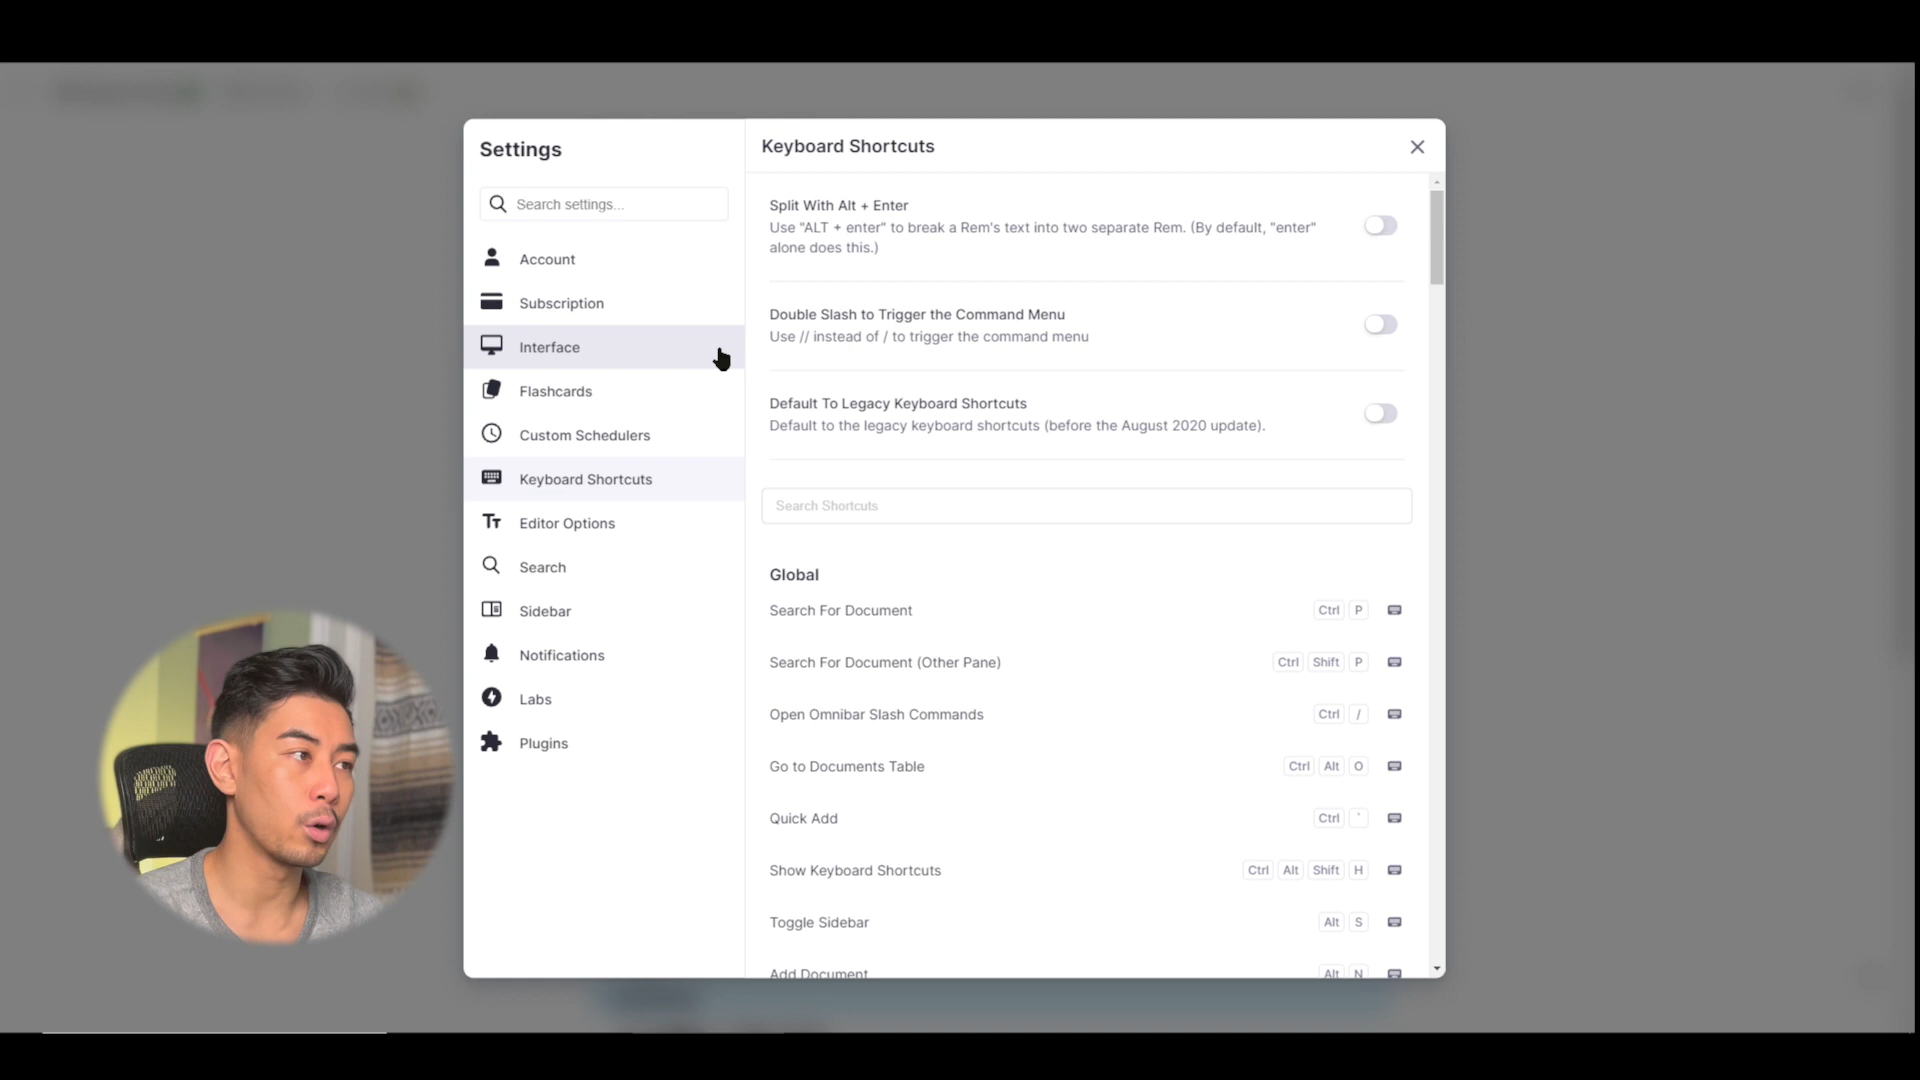 Settings
Search settings...
Account
Subscription
Interface
Flashcards
Custom Schedulers
Keyboard Shortcuts
Editor Options
Search
Sidebar
Notifications
Labs
Plugins
Keyboard Shortcuts
Split With Alt + Enter
Use "ALT + enter" to break a Rem's text into two separate Rem. (By default, "enter"
alone does this.)
Double Slash to Trigger the Command Menu
Use // instead of / to trigger the command menu
Default To Legacy Keyboard Shortcuts
Default to the legacy keyboard shortcuts (before the August 2020 update).
Search Shortcuts
Global
Search For Document Ctrl P
Search For Document (Other Pane) Ctrl Shift P
Open Omnibar Slash Commands Ctrl /
Go to Documents Table Ctrl Alt O
Quick Add Ctrl `
Show Keyboard Shortcuts Ctrl Alt Shift H
Toggle Sidebar Alt S
Add Document Alt N